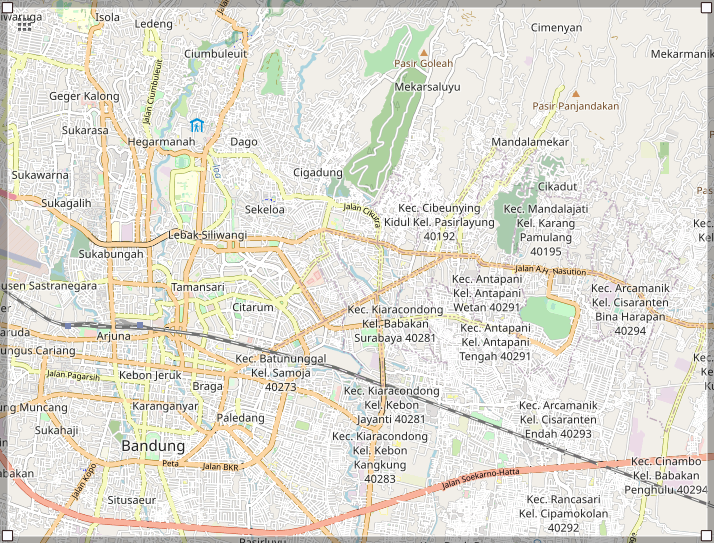 Isola
Ledeng
Cimenyan
Ciumbuleuit
Pasir Goleah
Mekarmanik
Mekarsaluyu
Geger Kalong
Jalan Ciumbuleuit
Pasir Panjandakan
Sukarasa
Hegarmanah
Dago
Mandalamekar
Cigadung
Sukawarna
Cikadut
Sukagalih
Sekeloa
Jalan Cikutra
Kec. Cibeunying
Kidul Kel. Pasirlayung
40192
Kec. Mandalajati
Kel. Karang
Pamulang
40195
Lebak Siliwangi
Sukabungah
Jalan A.H. Nasution
usen Sastranegara
Tamansari
Kec. Antapani
Kel. Antapani
Wetan 40291
Kec. Arcamanik
Kel. Cisaranten
Bina Harapan
40294
Citarum
Kec. Kiaracondong
Kel. Babakan
Surabaya 40281
Kec. Antapani
Kel. Antapani
Tengah 40291
aruda
Arjuna
ungus Cariang
Kec. Batununggal
Kel. Samoja
40273
Jalan Pagarsih
Kebon Jeruk
Braga
Kec. Kiaracondong
Kel. Kebon
Jayanti 40281
ung Muncang
Karanganyar
Paledang
Kec. Arcamanik
Kel. Cisaranten
Endah 40293
Sukahaji
Bandung
Kec. Kiaracondong
Kel. Kebon
Kangkung
40283
Peta
Jalan BKR
Kec. Cinambo
Kel. Babakan
Penghulu 40294
abakan
Jalan Kopo
Jalan Soekarno-Hatta
Situsaeur
Kec. Rancasari
Kel. Cipamokolan
40292